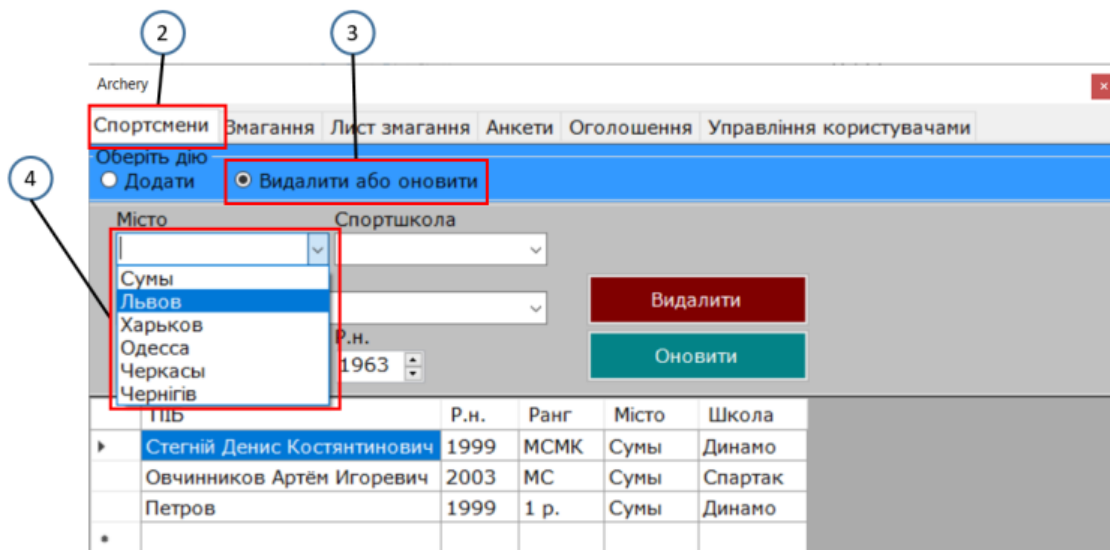 2
3
Archery
Спортсмени Змагання Лист змагання Анкети Оголошення Управління користувачами
Оберіть дію
4
Додати Видалити або оновити
Місто Спортшкола
Сумы
Львов
Видалити
Харьков
Р.н.
Одесса
Оновити
1963
Черкасы
Чернігів
ПІБ Р.н. Ранг Місто Школа
Стегній Денис Костянтинович 1999 МСМК Сумы Динамо
Овчинников Артём Игоревич 2003 МС Сумы Спартак
Петров 1999 1 р. Сумы Динамо